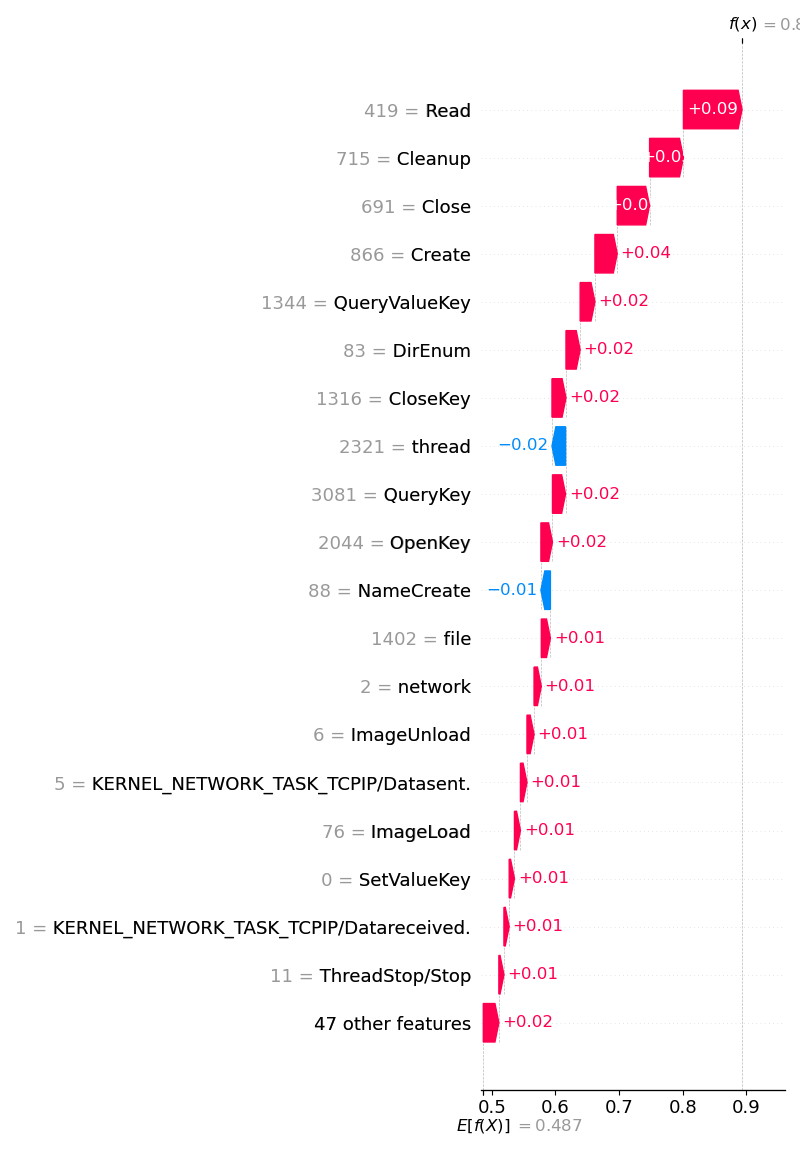 f(x) = 0.8
419 = Read +0.09
715 = Cleanup +0.0
691 = Close +0.0
866 = Create +0.04
1344 = QueryValueKey +0.02
83 = DirEnum +0.02
1316 = CloseKey +0.02
2321 = thread −0.02
3081 = QueryKey +0.02
2044 = OpenKey +0.02
88 = NameCreate −0.01
1402 = file +0.01
2 = network +0.01
6 = ImageUnload +0.01
5 = KERNEL_NETWORK_TASK_TCPIP/Datasent. +0.01
76 = ImageLoad +0.01
0 = SetValueKey +0.01
1 = KERNEL_NETWORK_TASK_TCPIP/Datareceived. +0.01
11 = ThreadStop/Stop +0.01
47 other features +0.02
0.5 0.6 0.7 0.8 0.9
E[f(X)] = 0.487